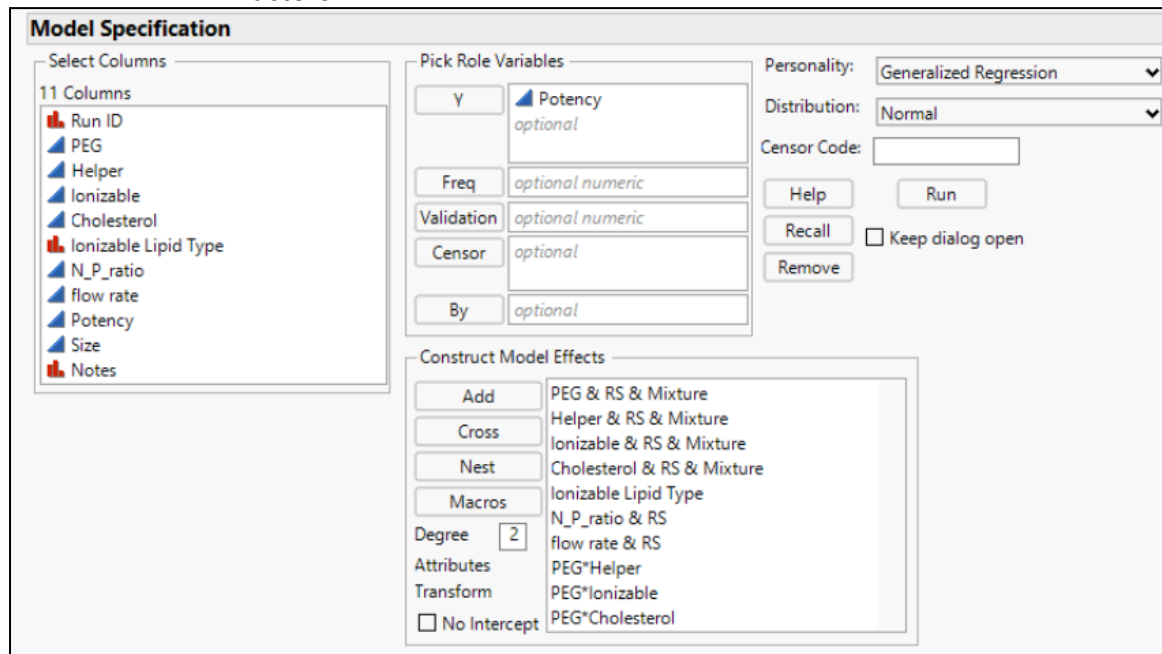 Model Specification
Select Columns
11 Columns
Run ID
PEG
Helper
Ionizable
Cholesterol
Ionizable Lipid Type
N_P_ratio
flow rate
Potency
Size
Notes
Pick Role Variables
Y
Potency
optional
Freq
optional numeric
Validation
optional numeric
Censor
optional
By
optional
Personality:
Generalized Regression
Distribution:
Normal
Censor Code:
Help
Run
Recall
Keep dialog open
Remove
Construct Model Effects
Add
Cross
Nest
Macros
Degree 2
Attributes
Transform
No Intercept
PEG & RS & Mixture
Helper & RS & Mixture
Ionizable & RS & Mixture
Cholesterol & RS & Mixture
Ionizable Lipid Type
N_P_ratio & RS
flow rate & RS
PEG*Helper
PEG*Ionizable
PEG*Cholesterol